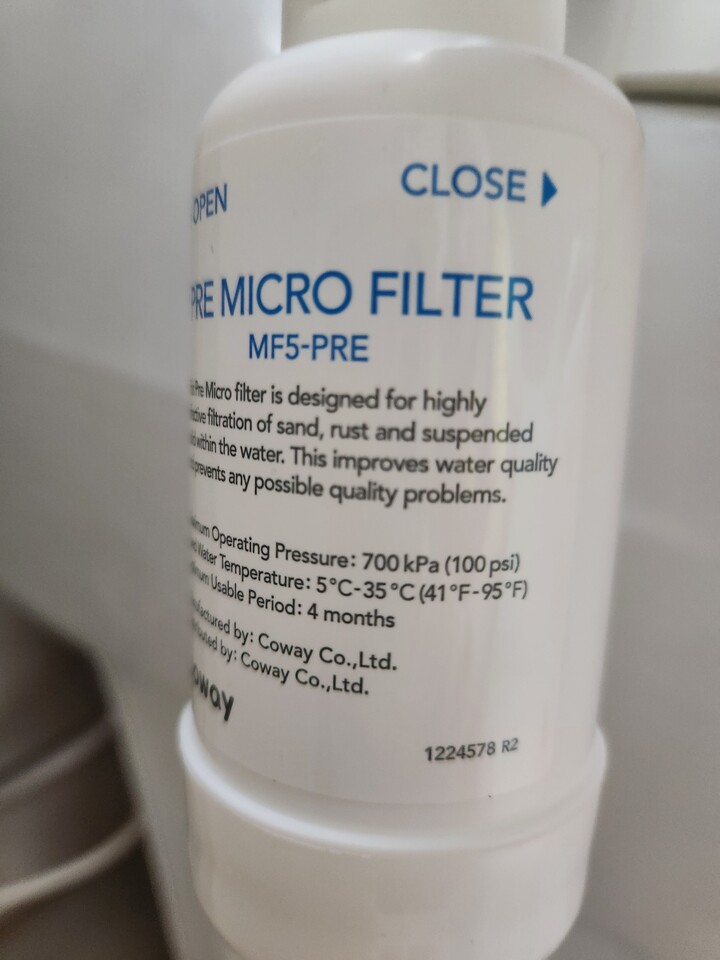 OPEN
CLOSE
PRE MICRO FILTER
MF5-PRE
Pre Micro filter is designed for highly
filtration of sand, rust and suspended
within the water. This improves water quality
prevents any possible quality problems.
Operating Pressure: 700 kPa (100 psi)
Water Temperature: 5°C-35°C (41°F-95°F)
Usable Period: 4 months
by: Coway Co.,Ltd.
by: Coway Co.,Ltd.
1224578 R2